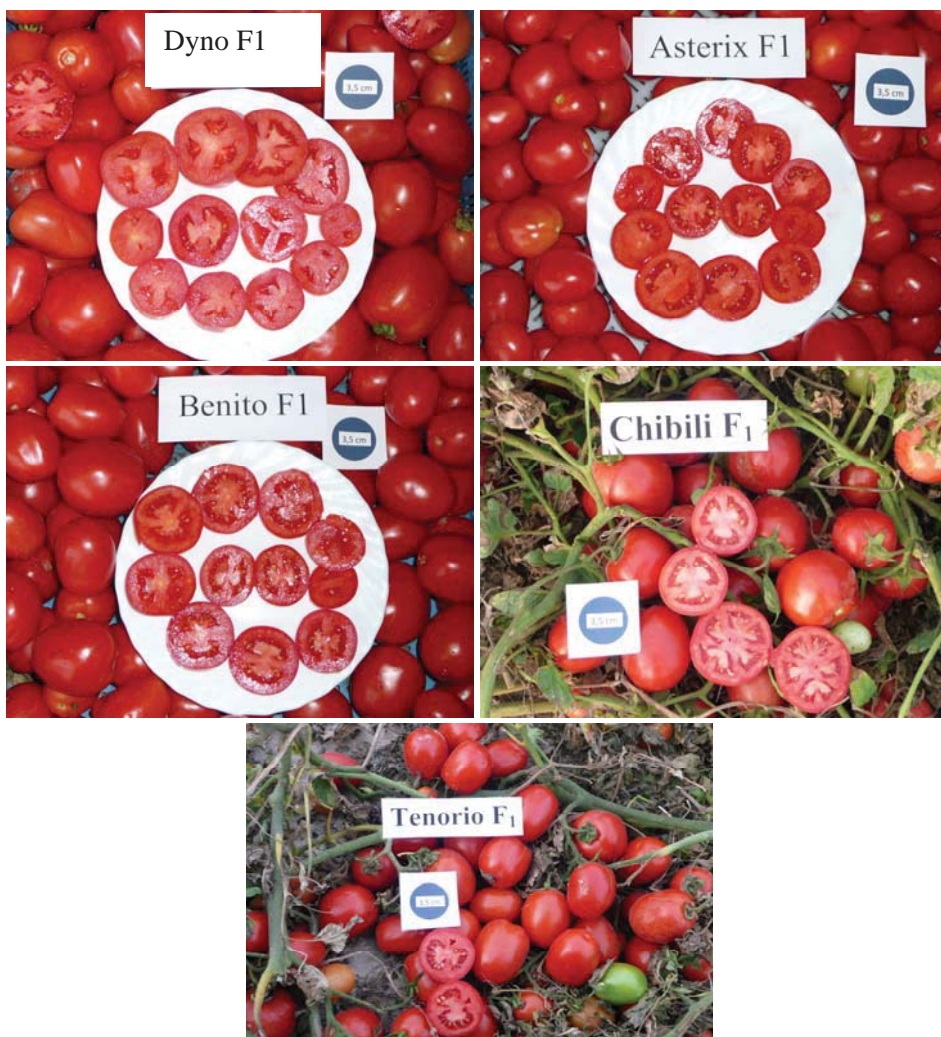 Dyno F1
3,5 cm
Asterix F1
3,5 cm
Benito F1
3,5 cm
Chibili F₁
3,5 cm
Tenorio F₁
3,5 cm